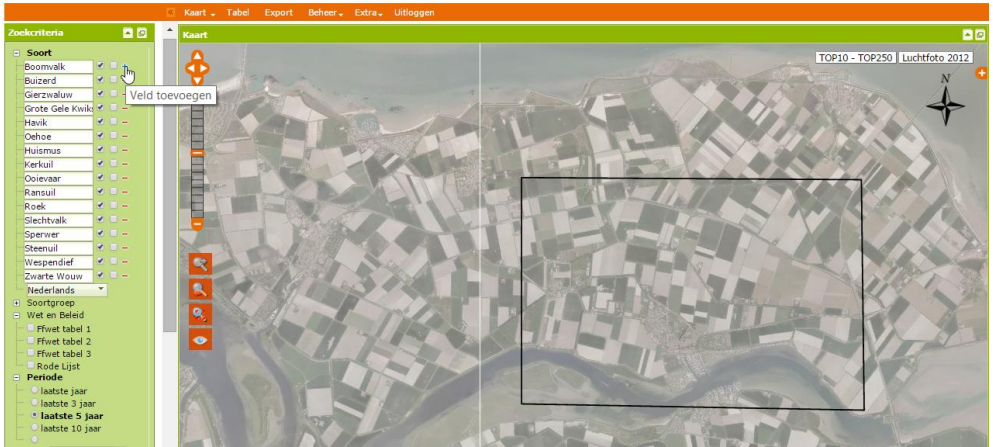 Kaart Tabel Export Beheer Extra Uitloggen
Zoekcriteria
Kaart
Soort
Boomvalk
Buizerd
Veld toevoegen
Gierzwaluw
Grote Gele Kwiks
Havik
Oehoe
Huismus
Kerkuil
Ooievaar
Ransuil
Roek
Slechtvalk
Sperwer
Steenuil
Wespendief
Zwarte Wouw
Nederlands
Soortgroep
Wet en Beleid
Ffwet tabel 1
Ffwet tabel 2
Ffwet tabel 3
Rode Lijst
Periode
laatste jaar
laatste 3 jaar
laatste 5 jaar
laatste 10 jaar
TOP10 - TOP250 Luchtfoto 2012
N